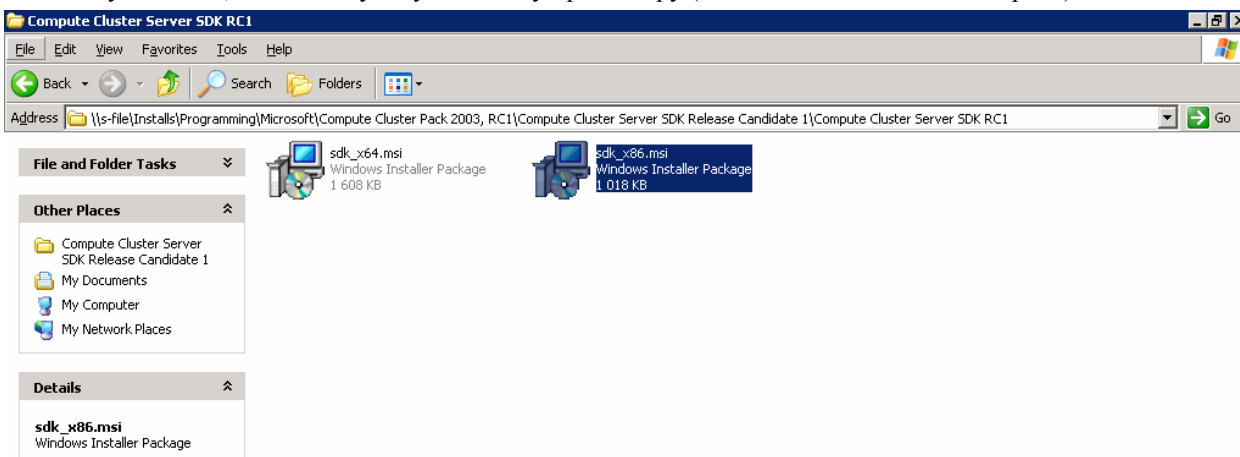 Compute Cluster Server SDK RC1
File Edit View Favorites Tools Help
Back Search Folders
Address \\s-file\Installs\Programming\Microsoft\Compute Cluster Pack 2003, RC1\Compute Cluster Server SDK Release Candidate 1\Compute Cluster Server SDK RC1 Go
File and Folder Tasks
Other Places
Compute Cluster Server
SDK Release Candidate 1
My Documents
My Computer
My Network Places
Details
sdk_x86.msi
Windows Installer Package
sdk_x64.msi
Windows Installer Package
1 608 KB
sdk_x86.msi
Windows Installer Package
1 018 KB